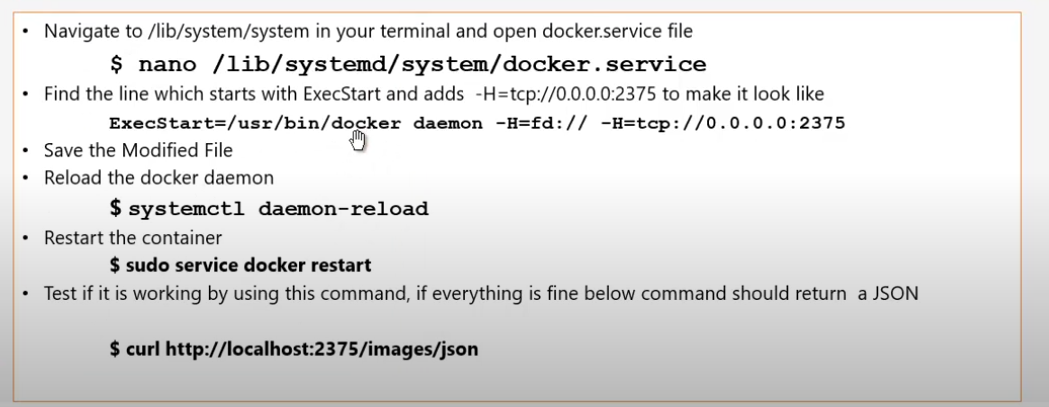 • Navigate to /lib/system/system in your terminal and open docker.service file
$ nano /lib/systemd/system/docker.service
• Find the line which starts with ExecStart and adds -H=tcp://0.0.0.0:2375 to make it look like
ExecStart=/usr/bin/docker daemon -H=fd:// -H=tcp://0.0.0.0:2375
• Save the Modified File
• Reload the docker daemon
$ systemctl daemon-reload
• Restart the container
$ sudo service docker restart
• Test if it is working by using this command, if everything is fine below command should return a JSON
$ curl http://localhost:2375/images/json